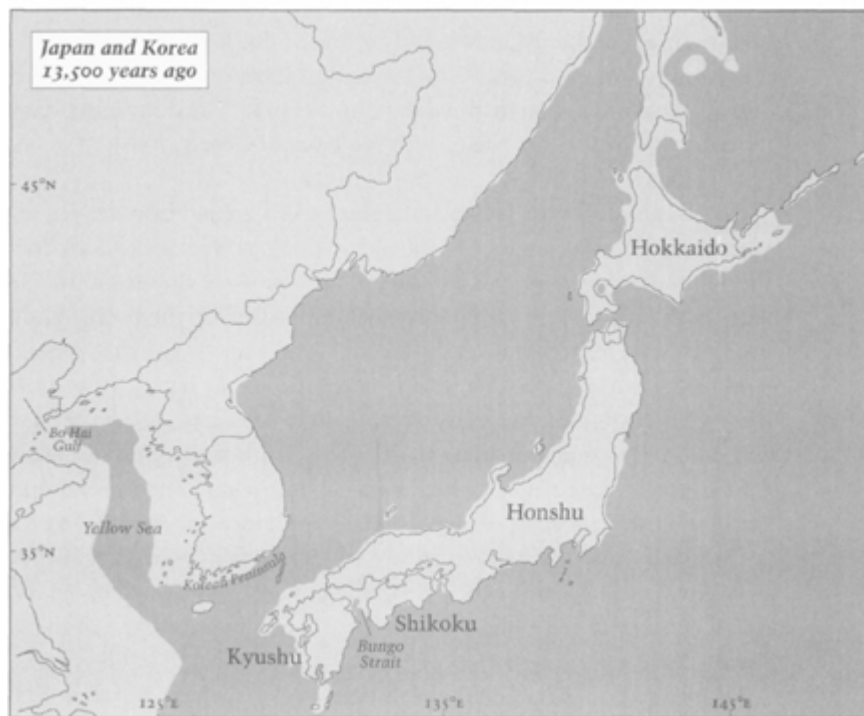 Japan and Korea
13,500 years ago
45°N
Hokkaido
Bo Hai
Gulf
Yellow Sea
Honshu
35°N
Korean Peninsula
Shikoku
Kyushu
Bungo
Strait
125°E
135°E
145°E